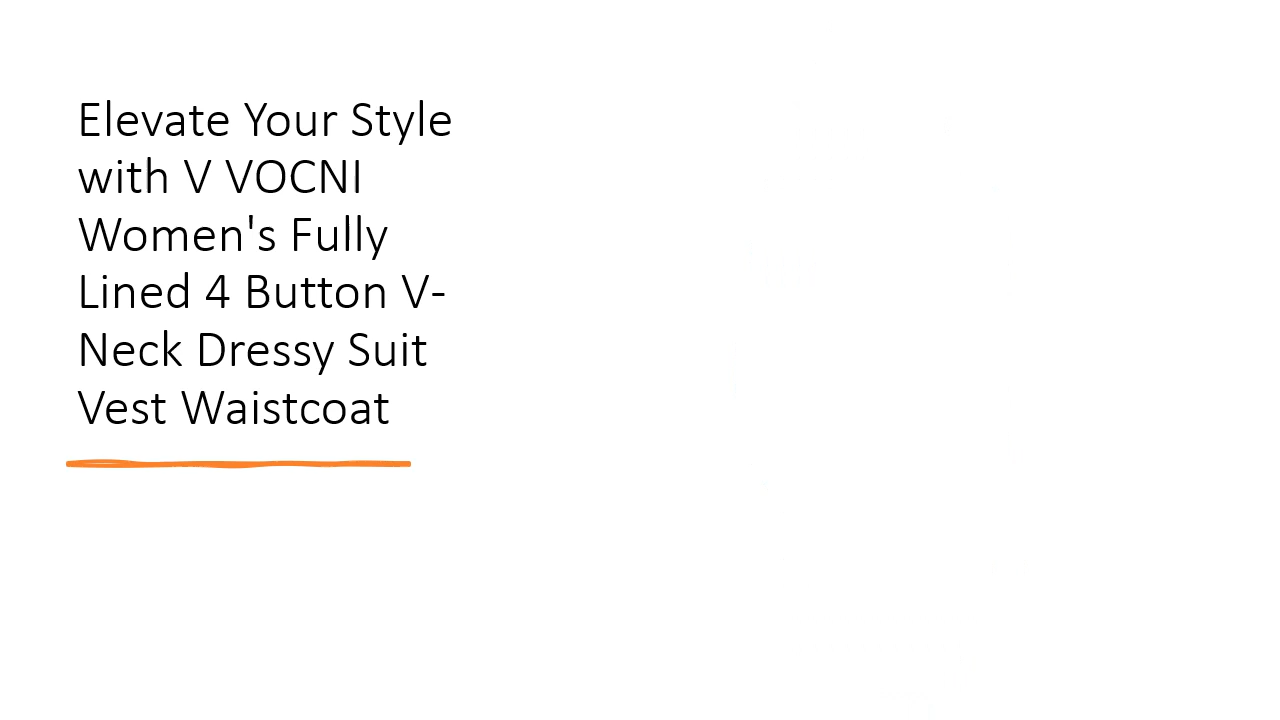 Elevate Your Style
with V VOCNI
Women's Fully
Lined 4 Button V-
Neck Dressy Suit
Vest Waistcoat